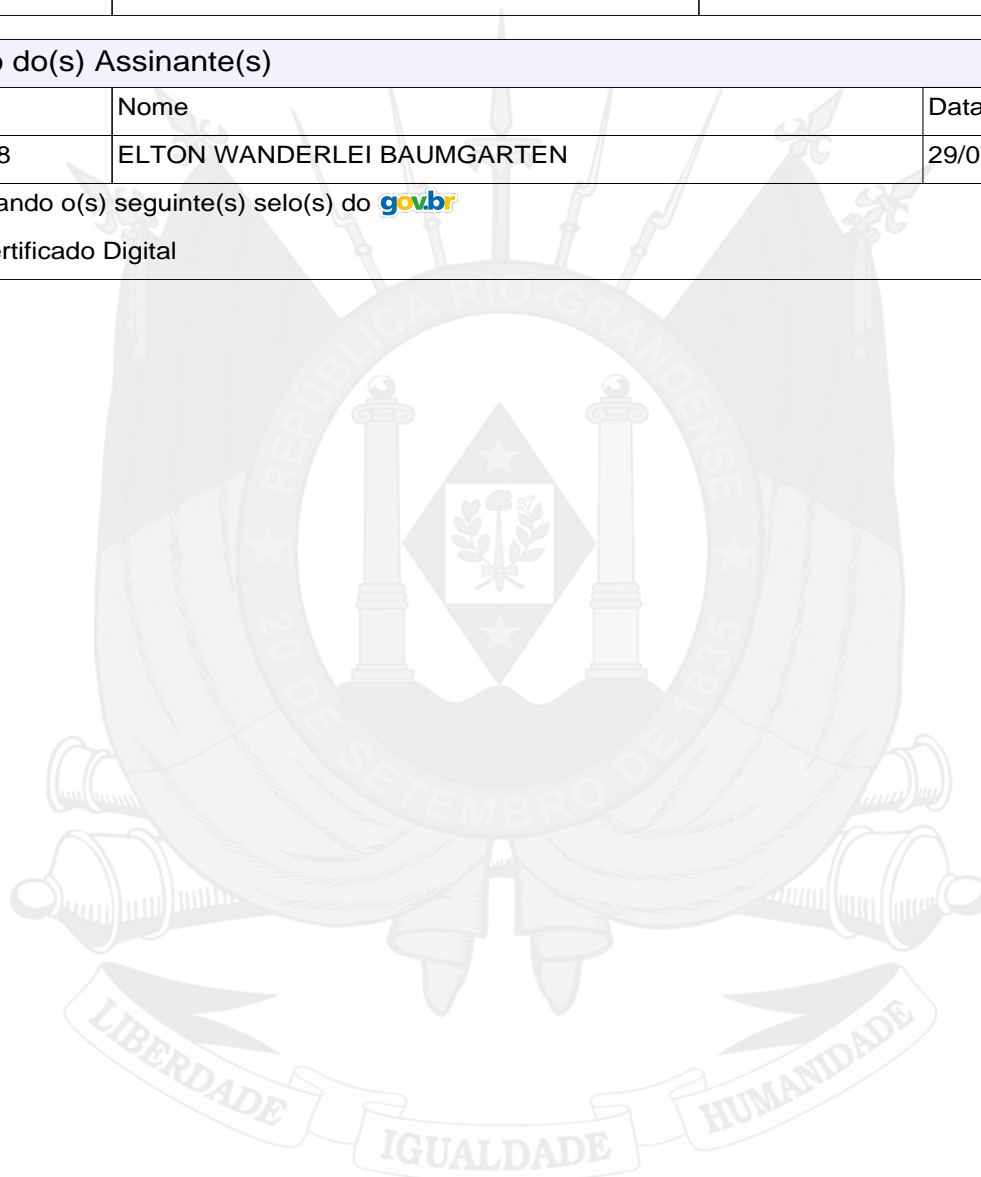 o do(s) Assinante(s)
Nome Data
8 ELTON WANDERLEI BAUMGARTEN 29/0
ando o(s) seguinte(s) selo(s) do gov.br
ertificado Digital
REPÚBLICA RIO-GRANDENSE
20 DE SETEMBRO DE 1835
LIBERDADE IGUALDADE HUMANIDADE